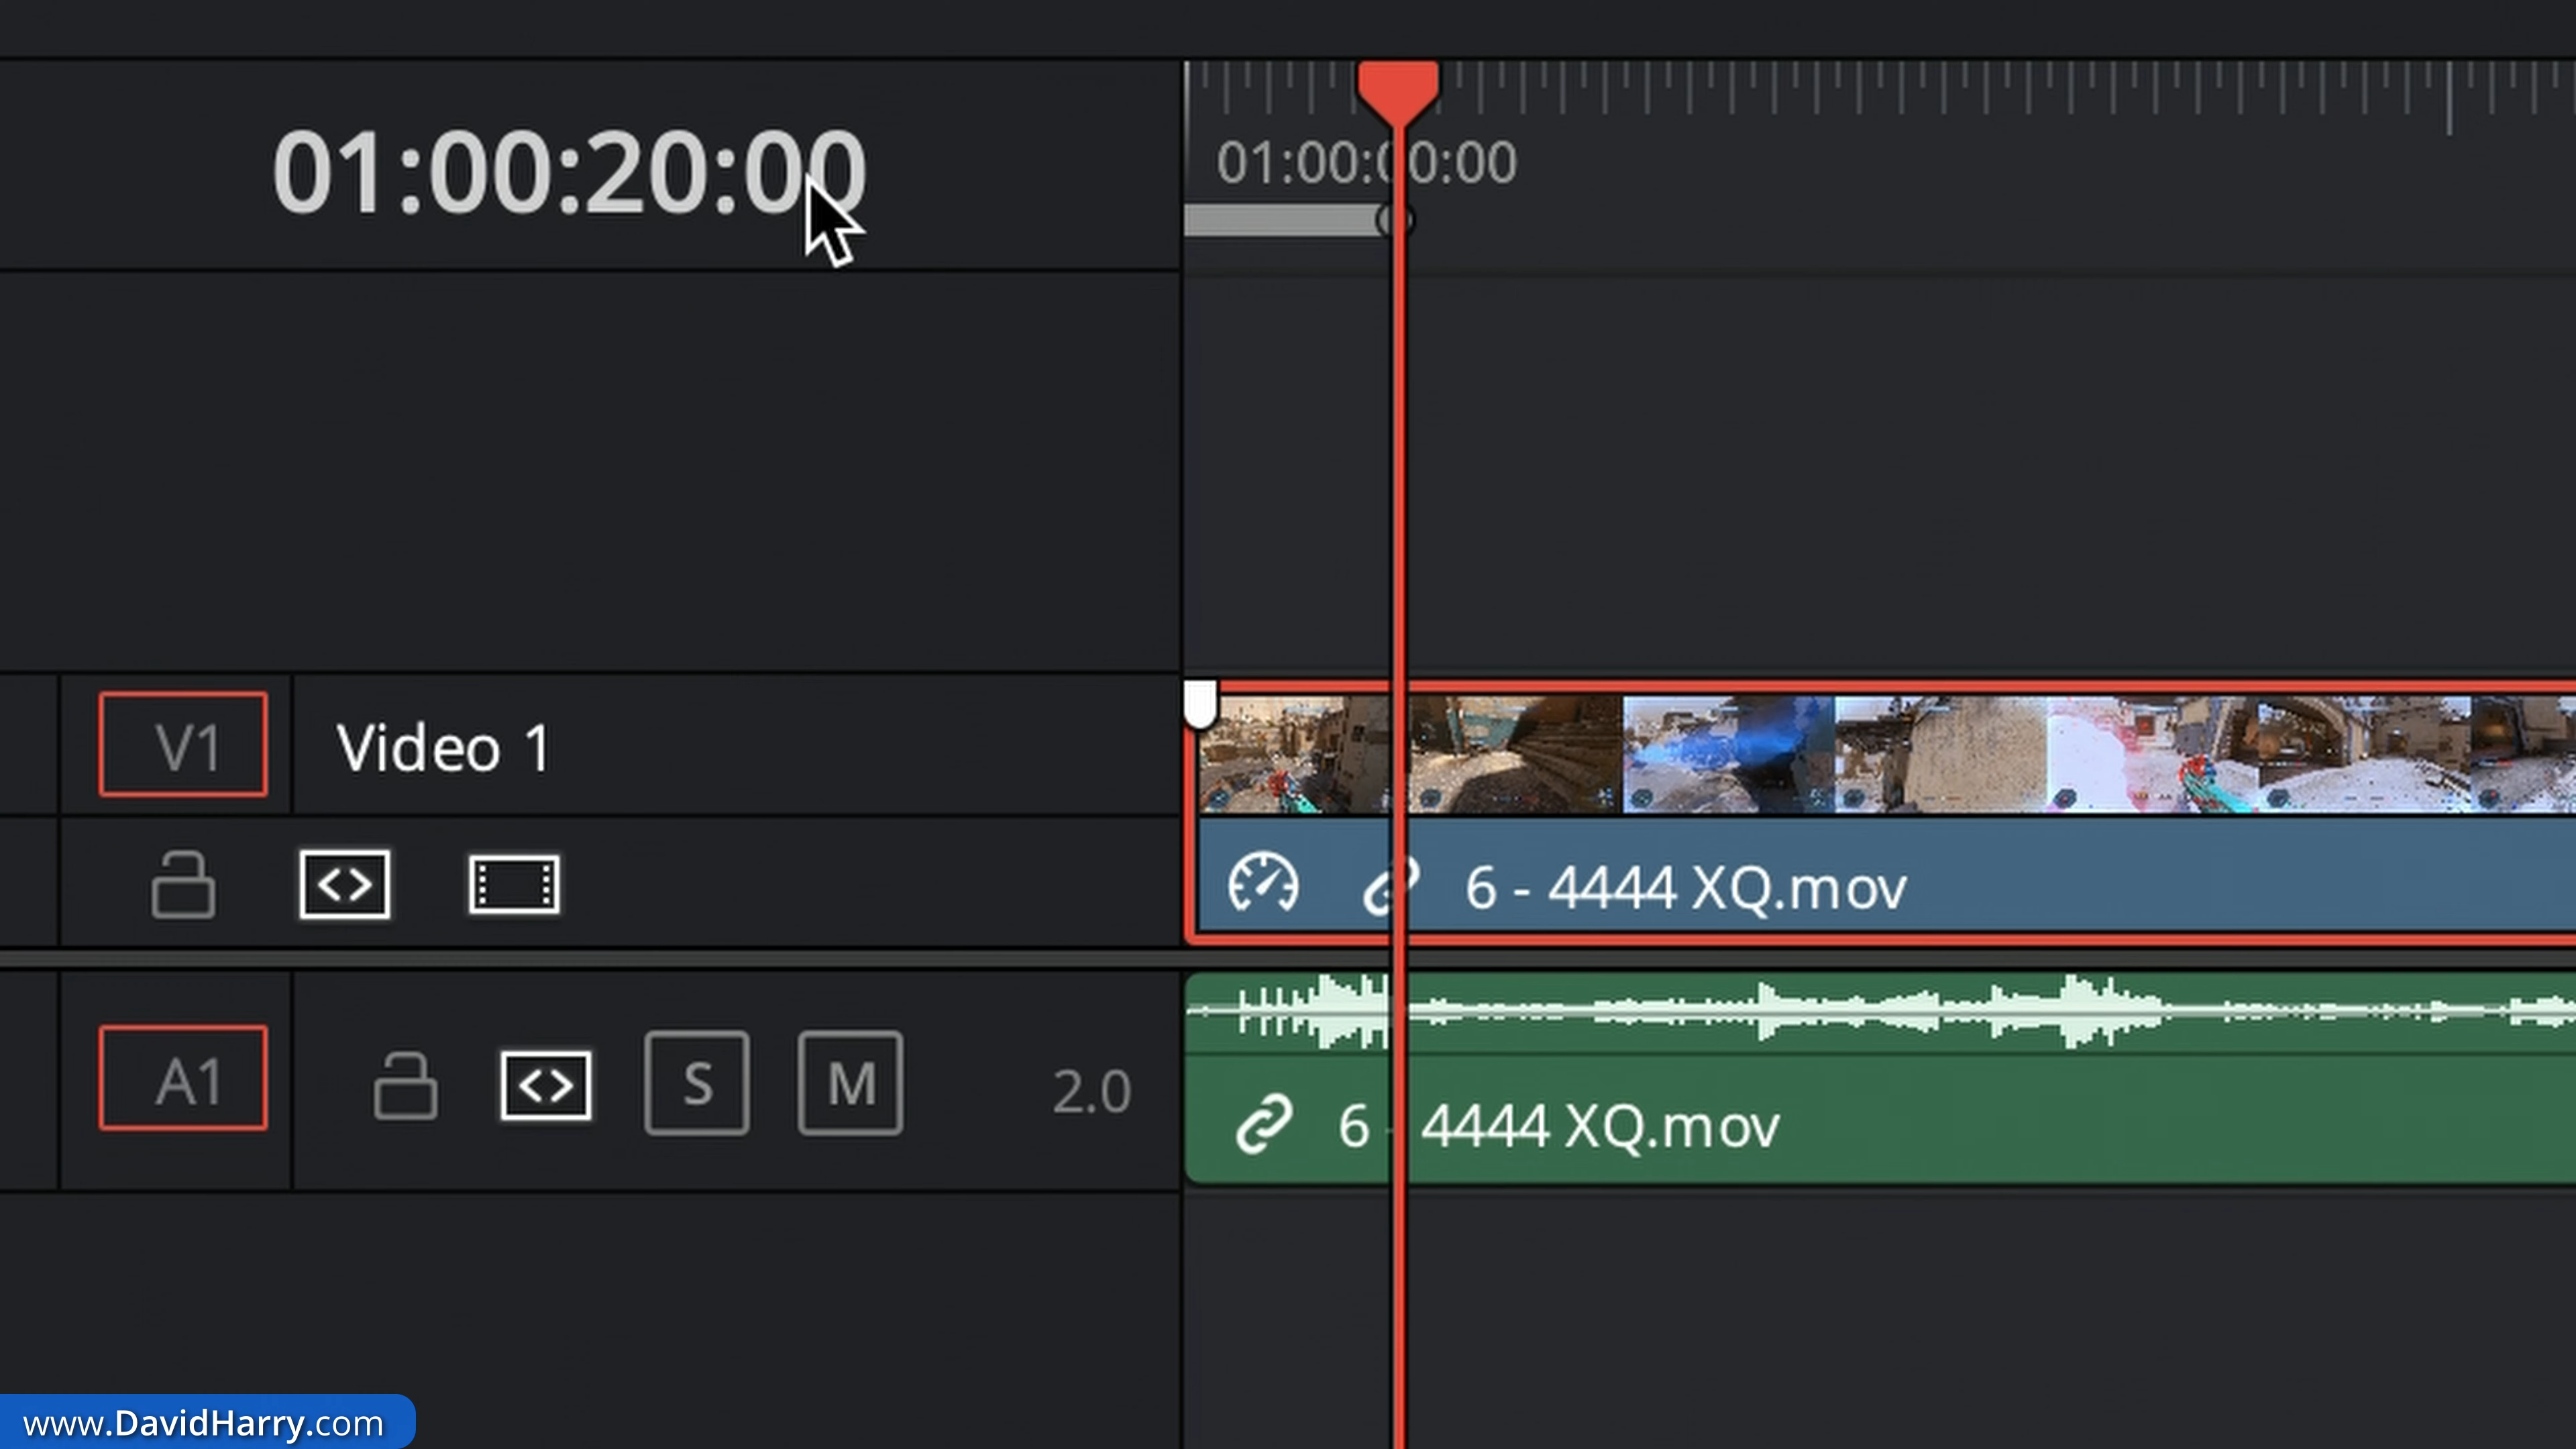 01:00:20:00
01:00:00:00
V1 Video 1
6 - 4444 XQ.mov
A1 S M 2.0
6 - 4444 XQ.mov
www.DavidHarry.com